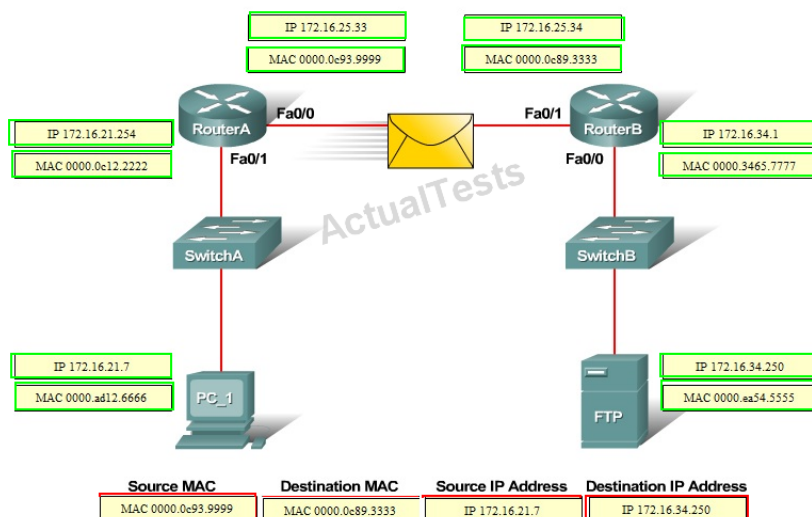 IP 172.16.25.33
IP 172.16.25.34
MAC 0000.0c93.9999
MAC 0000.0c89.3333
Fa0/0
Fa0/1
RouterA
RouterB
IP 172.16.21.254
IP 172.16.34.1
MAC 0000.0c12.2222
MAC 0000.3465.7777
Fa0/1
Fa0/0
ActualTests
SwitchA
SwitchB
IP 172.16.21.7
IP 172.16.34.250
MAC 0000.ad12.6666
MAC 0000.ea54.5555
PC_1
FTP
Source MAC
Destination MAC
Source IP Address
Destination IP Address
MAC 0000.0c93.9999
MAC 0000.0c89.3333
IP 172.16.21.7
IP 172.16.34.250